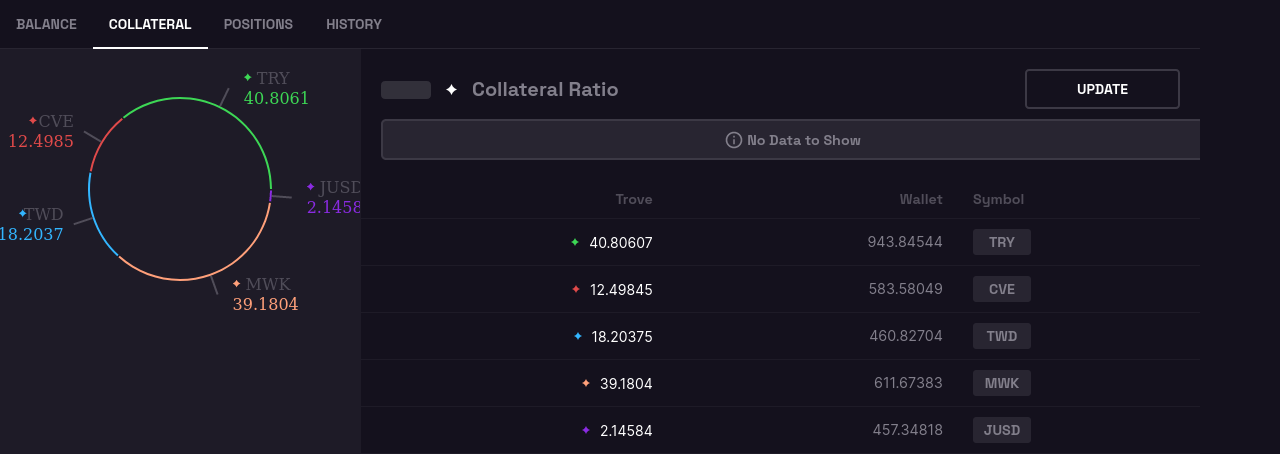 BALANCE COLLATERAL POSITIONS HISTORY
TRY
40.8061
CVE
12.4985
JUSD
2.1458
TWD
18.2037
MWK
39.1804
Collateral Ratio
UPDATE
No Data to Show
Trove Wallet Symbol
40.80607 943.84544 TRY
12.49845 583.58049 CVE
18.20375 460.82704 TWD
39.1804 611.67383 MWK
2.14584 457.34818 JUSD